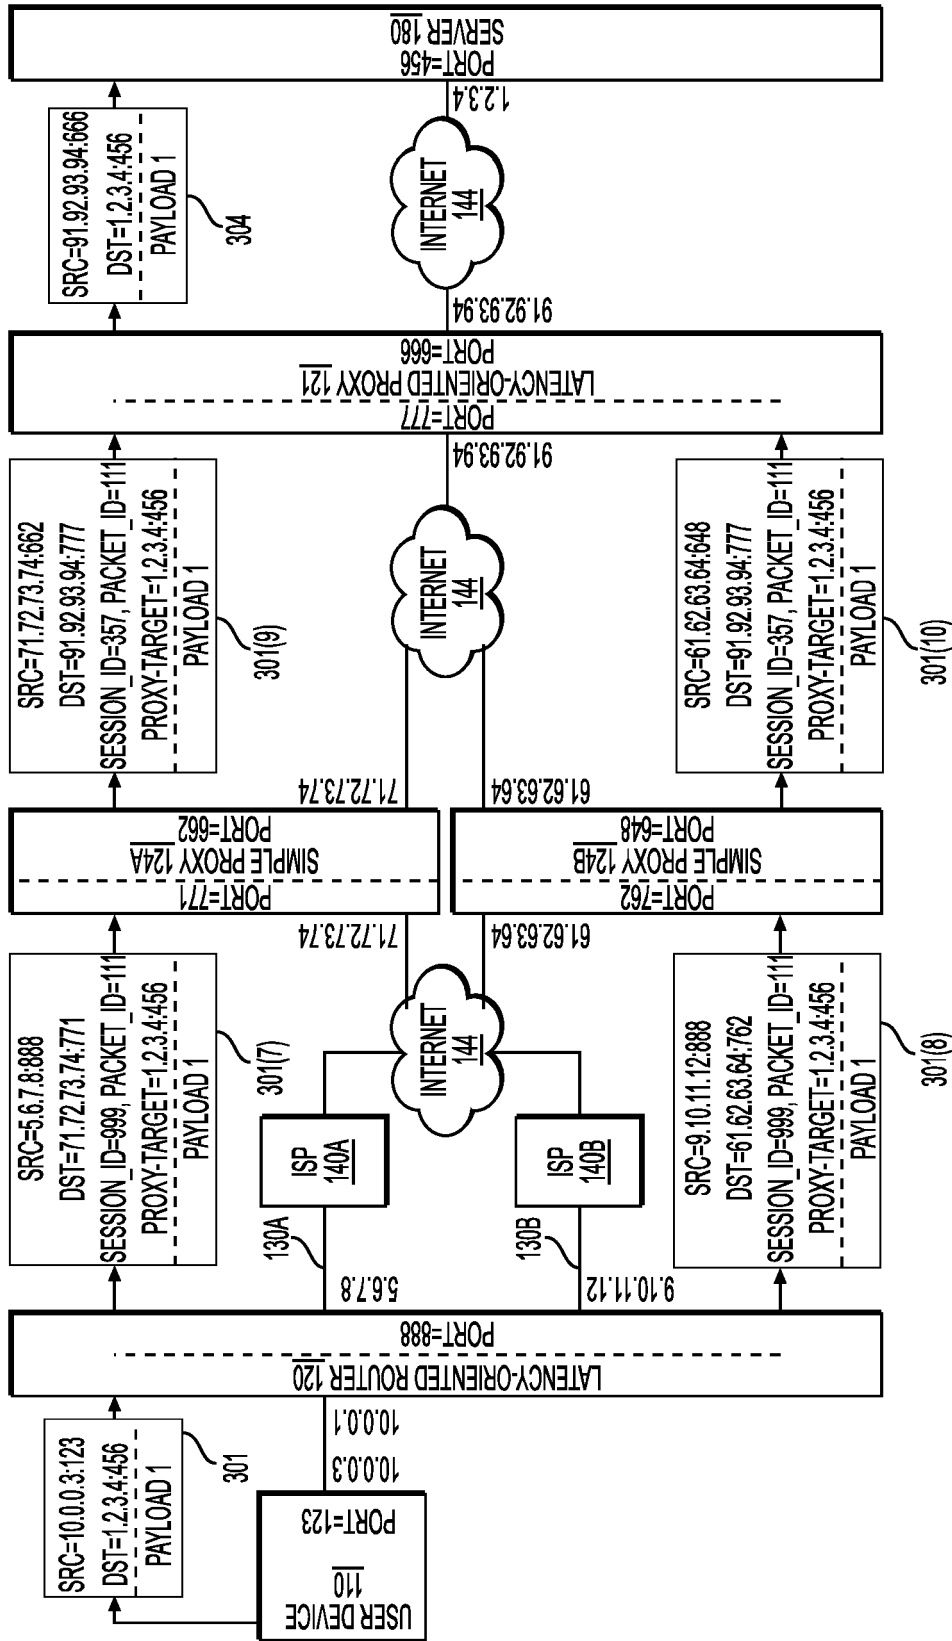 SRC=10.0.0.3:123
DST=1.2.3.4:456
PAYLOAD 1
301
USER DEVICE
110
PORT=123
10.0.0.3
10.0.0.1
LATENCY-ORIENTED ROUTER 120
PORT=888
SRC=5.6.7.8:888
DST=71.72.73.74:771
SESSION_ID=999, PACKET_ID=111
PROXY-TARGET=1.2.3.4:456
PAYLOAD 1
301(7)
5.6.7.8
130A
ISP
140A
9.10.11.12
130B
ISP
140B
INTERNET
144
SRC=9.10.11.12:888
DST=61.62.63.64:762
SESSION_ID=999, PACKET_ID=111
PROXY-TARGET=1.2.3.4:456
PAYLOAD 1
301(8)
71.72.73.74
61.62.63.64
PORT=771
SIMPLE PROXY 124A
PORT=662
PORT=762
SIMPLE PROXY 124B
PORT=648
71.72.73.74
61.62.63.64
SRC=71.72.73.74:662
DST=91.92.93.94:777
SESSION_ID=357, PACKET_ID=111
PROXY-TARGET=1.2.3.4:456
PAYLOAD 1
301(9)
INTERNET
144
SRC=61.62.63.64:648
DST=91.92.93.94:777
SESSION_ID=357, PACKET_ID=111
PROXY-TARGET=1.2.3.4:456
PAYLOAD 1
301(10)
91.92.93.94
PORT=777
LATENCY-ORIENTED PROXY 121
PORT=666
91.92.93.94
SRC=91.92.93.94:666
DST=1.2.3.4:456
PAYLOAD 1
304
INTERNET
144
1.2.3.4
PORT=456
SERVER 180